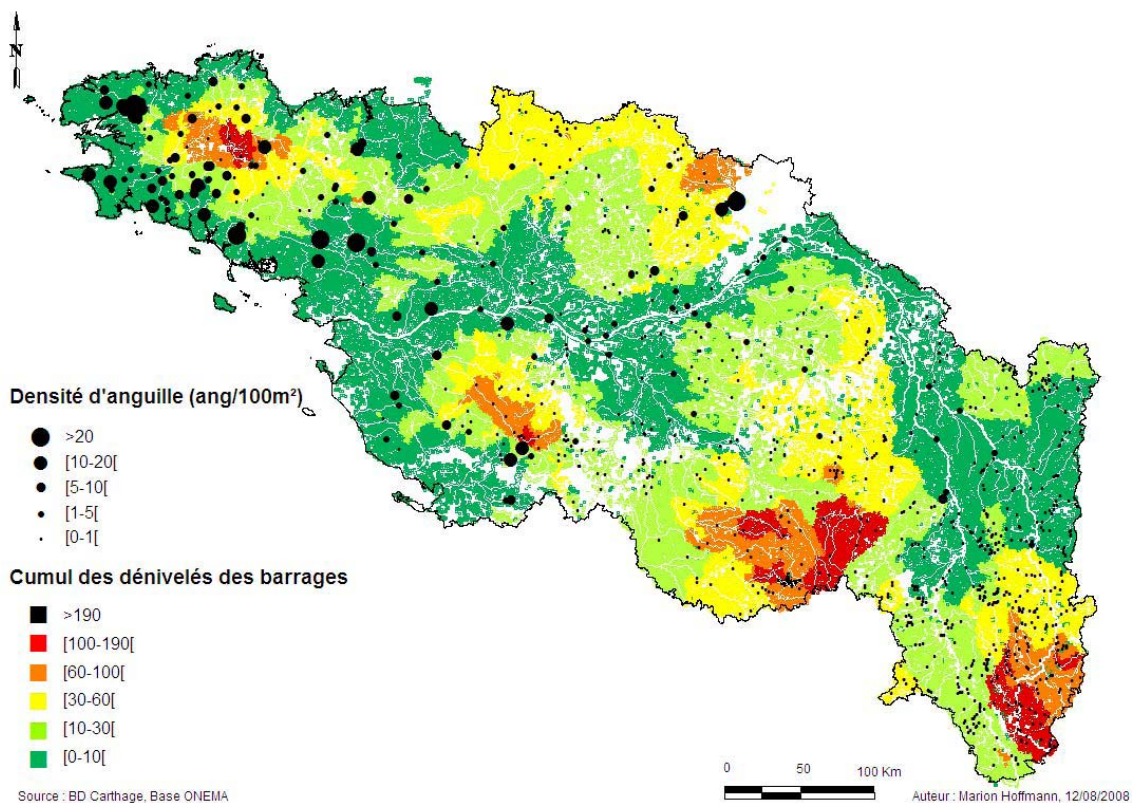 N
Densité d'anguille (ang/100m²)
>20
[10-20[
[5-10[
[1-5[
[0-1[
Cumul des dénivelés des barrages
>190
[100-190[
[60-100[
[30-60[
[10-30[
[0-10[
0 50 100 Km
Source : BD Carthage, Base ONEMA
Auteur : Marion Hoffmann, 12/08/2008